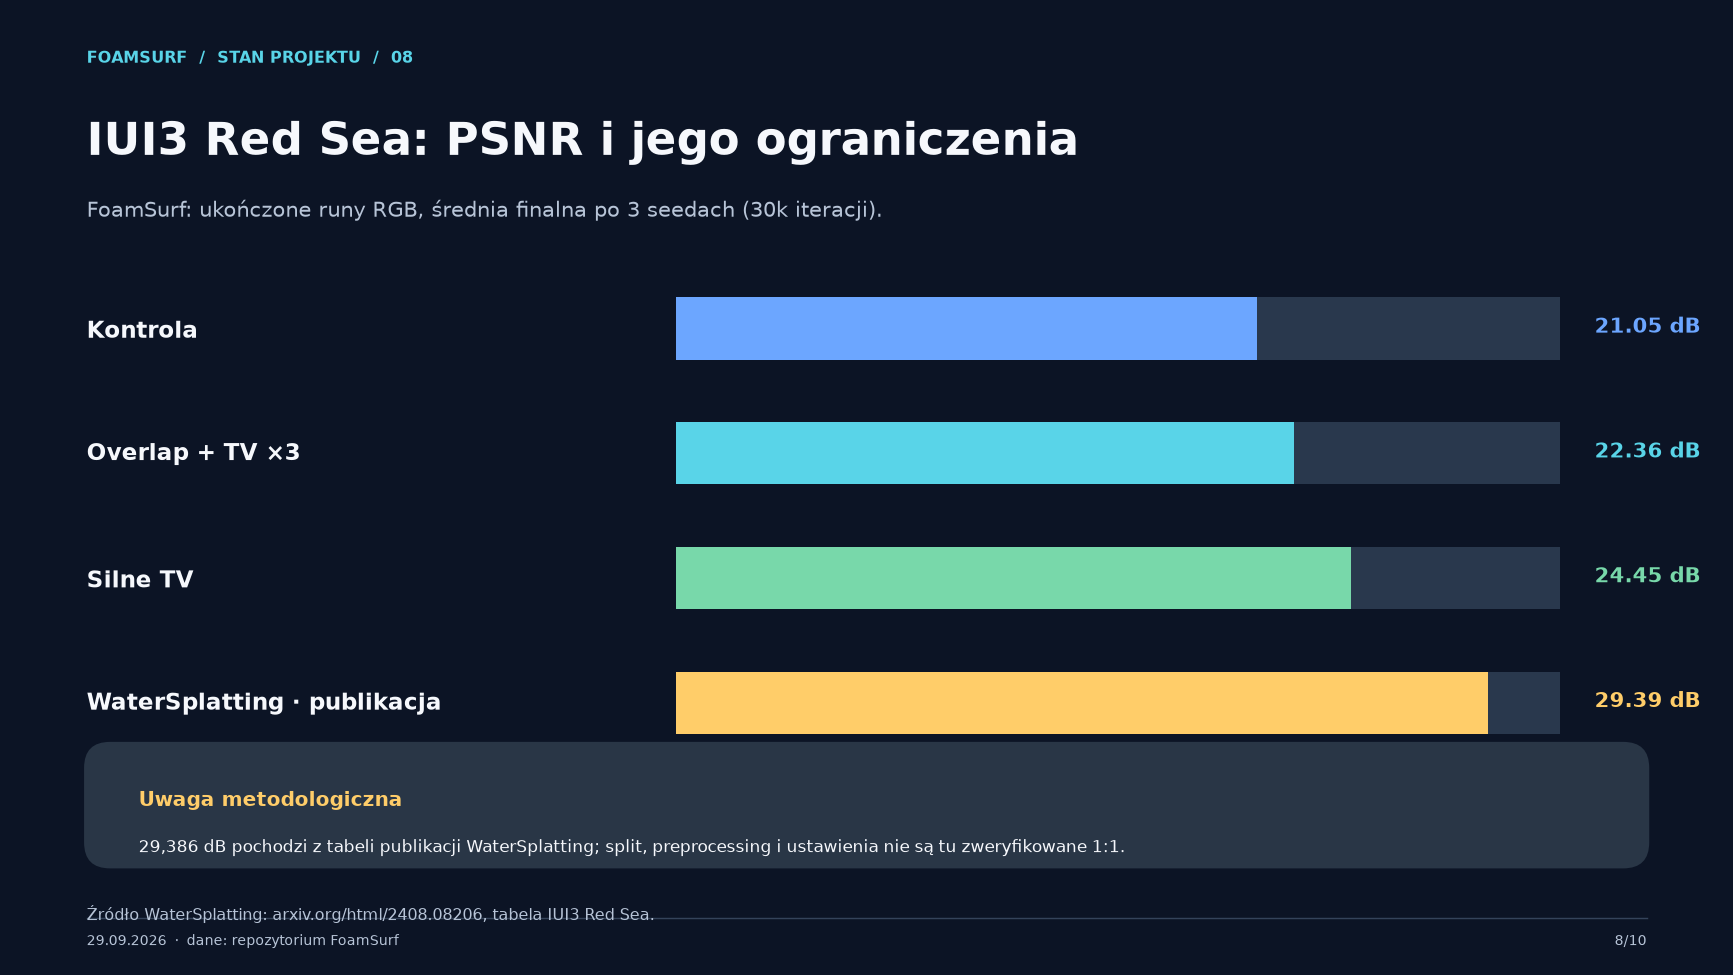 FOAMSURF / STAN PROJEKTU / 08
IUI3 Red Sea: PSNR i jego ograniczenia
FoamSurf: ukończone runy RGB, średnia finalna po 3 seedach (30k iteracji).
Kontrola 21.05 dB
Overlap + TV ×3 22.36 dB
Silne TV 24.45 dB
WaterSplatting · publikacja 29.39 dB
Uwaga metodologiczna
29,386 dB pochodzi z tabeli publikacji WaterSplatting; split, preprocessing i ustawienia nie są tu zweryfikowane 1:1.
Źródło WaterSplatting: arxiv.org/html/2408.08206, tabela IUI3 Red Sea.
29.09.2026 · dane: repozytorium FoamSurf 8/10